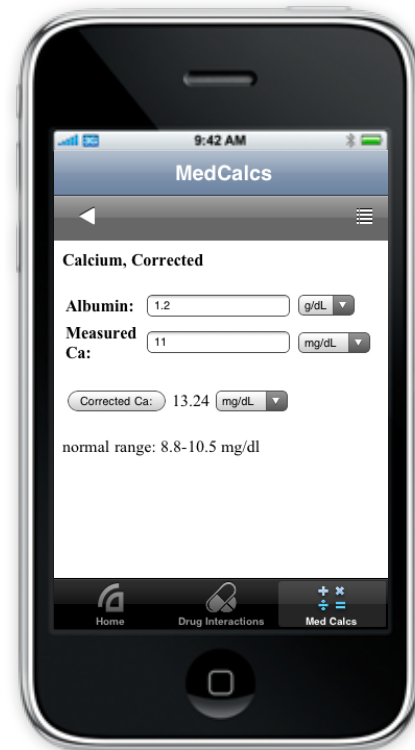 9:42 AM
MedCalcs
Calcium, Corrected
Albumin: 1.2 g/dL
Measured
Ca: 11 mg/dL
Corrected Ca: 13.24 mg/dL
normal range: 8.8-10.5 mg/dl
Home Drug Interactions Med Calcs